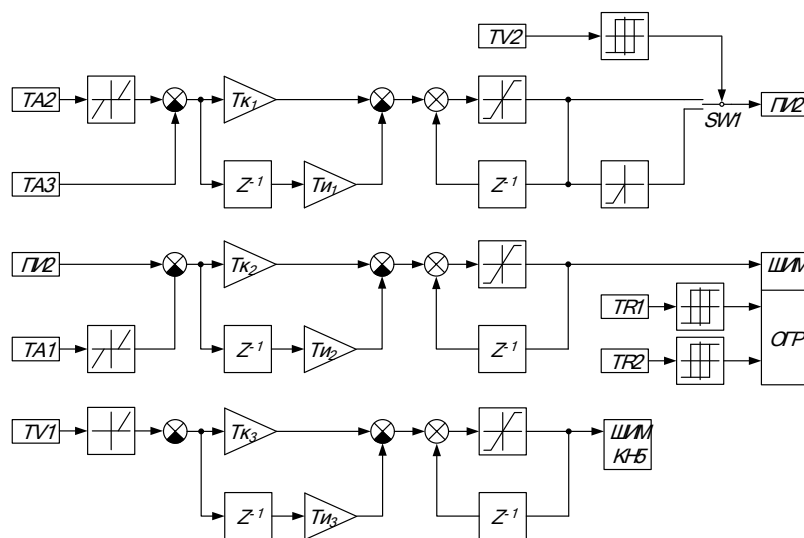 TV2
TA2
Tк1
ПИ2
SW1
TA3
Z-1
Tи1
Z-1
ПИ2
Tк2
ШИМ
TR1
ОГР
TA1
Z-1
Tи2
Z-1
TR2
TV1
Tк3
ШИМ
КН5
Z-1
Tи3
Z-1